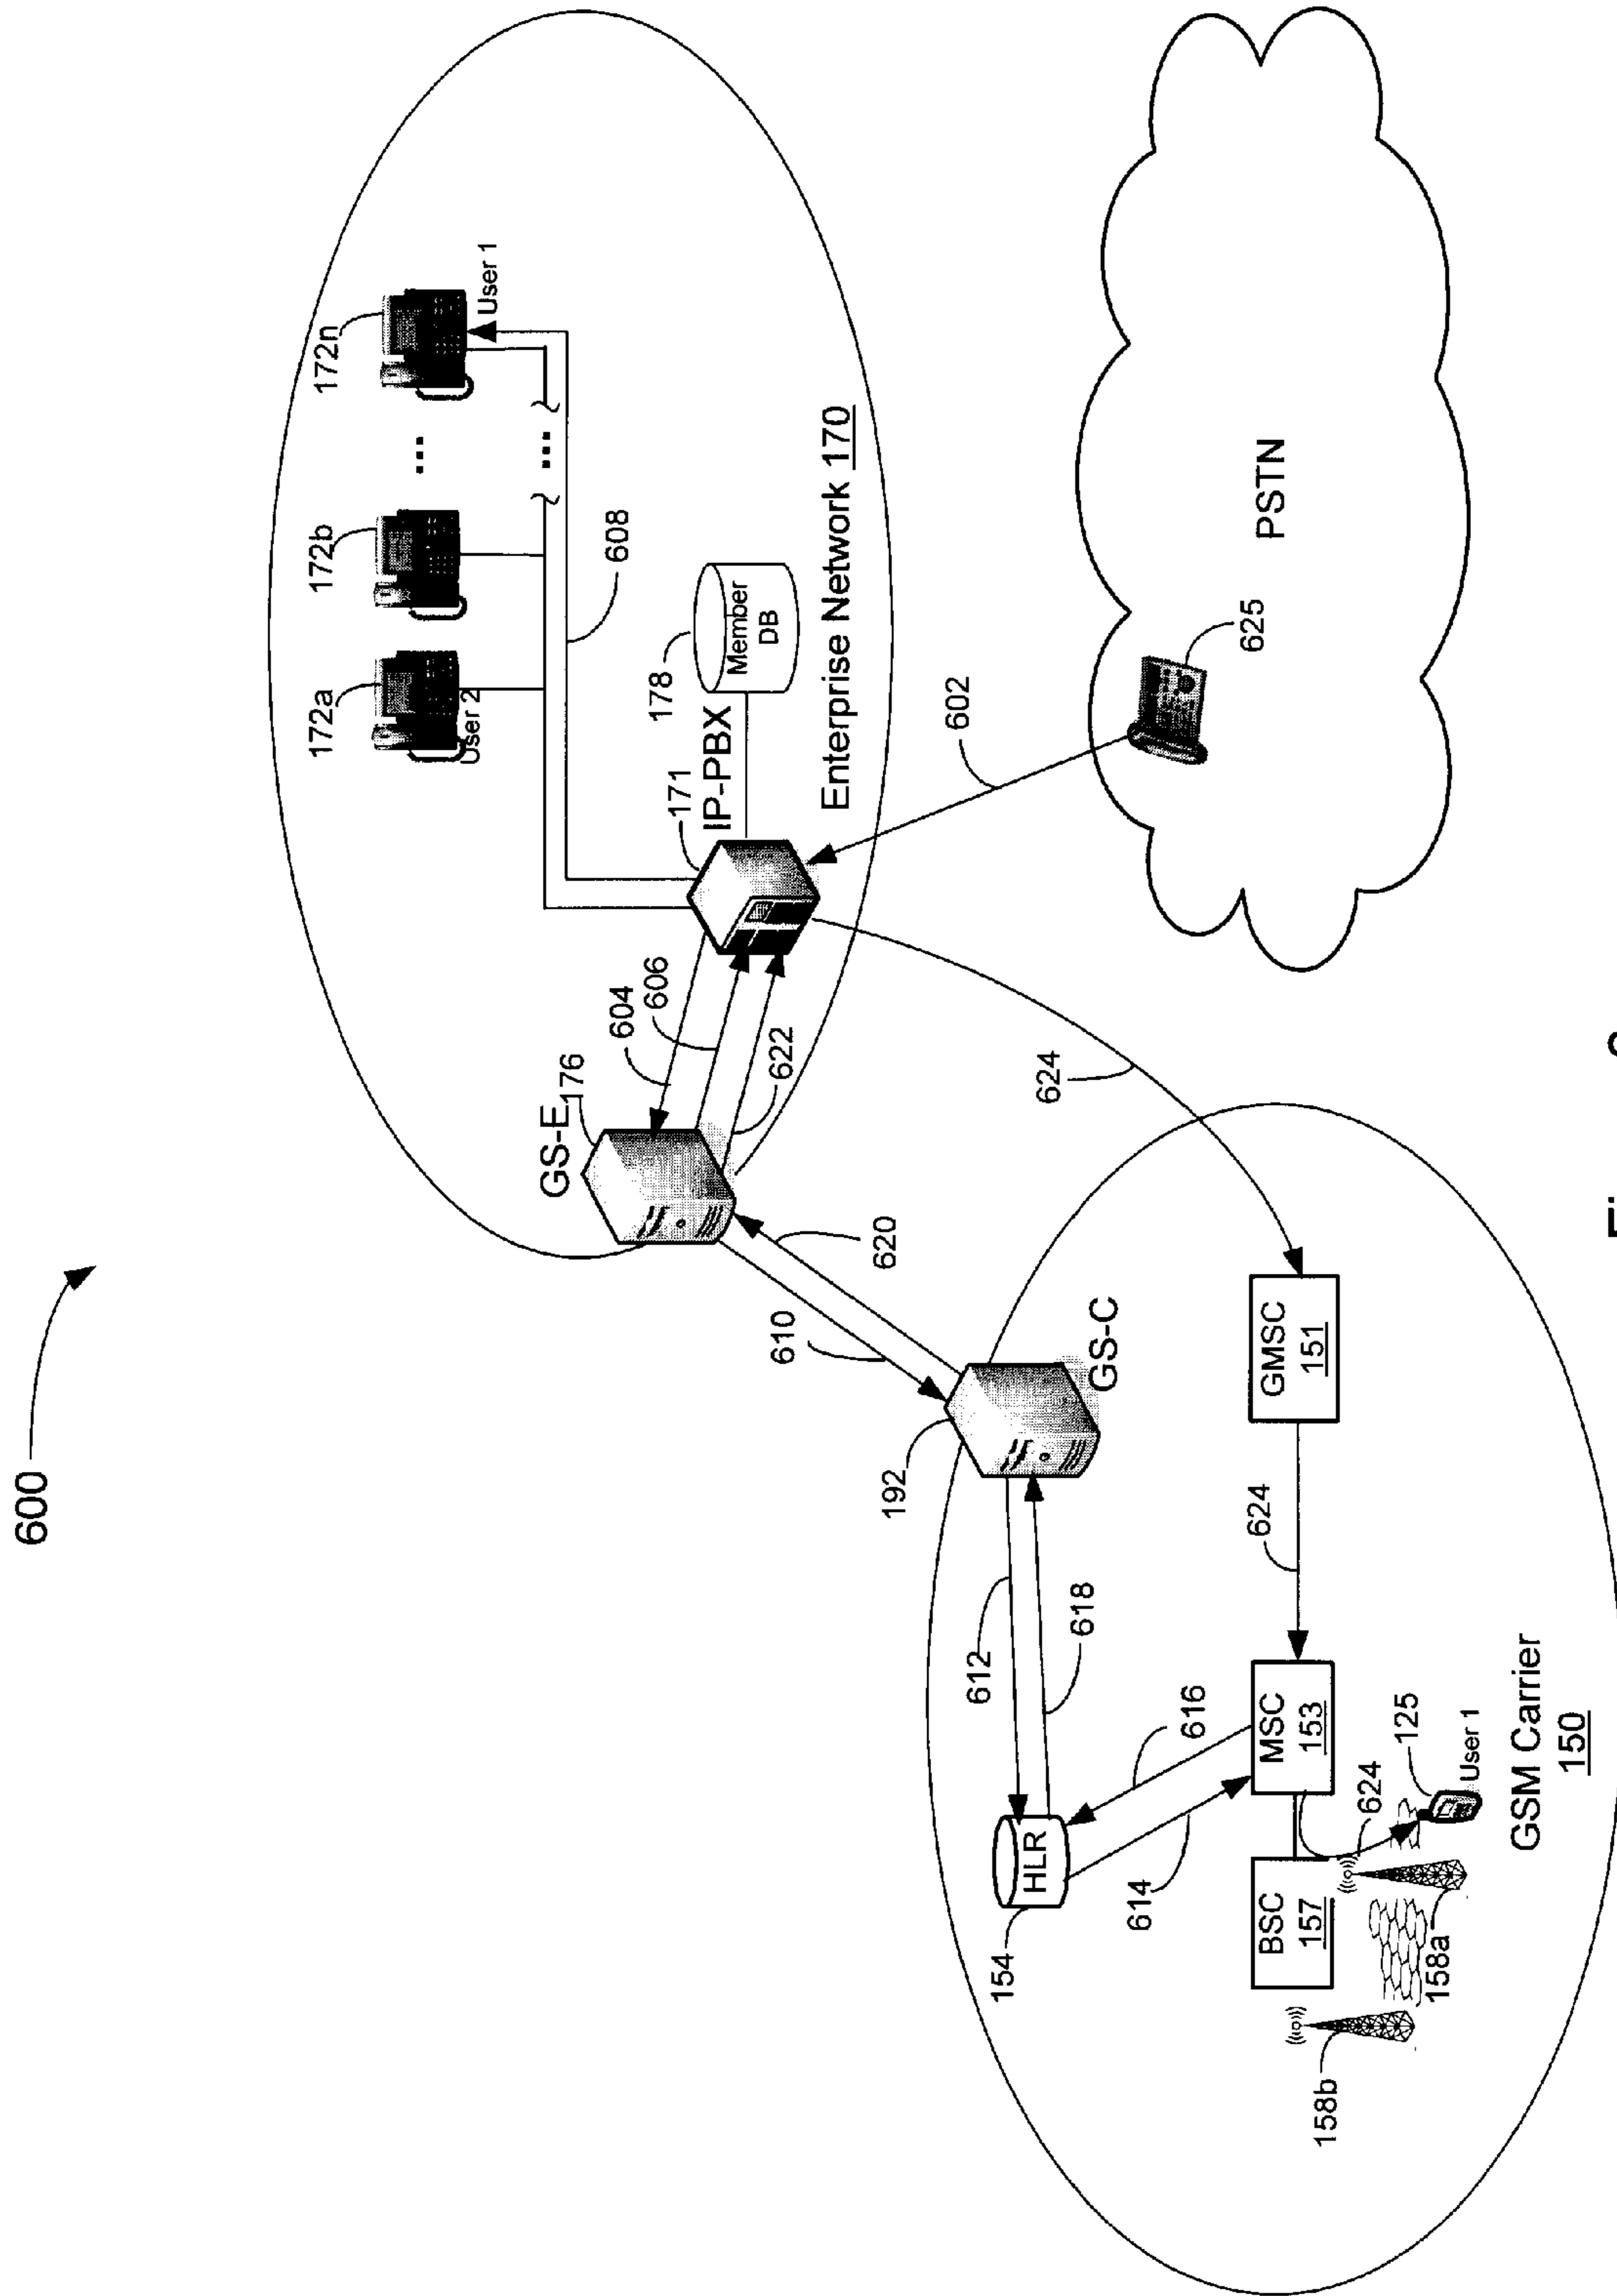 600
172a
172b
172n
...
User 2
User 1
...
608
178
Member
DB
171
IP-PBX
Enterprise Network 170
GS-E
176
604
606
622
602
625
PSTN
624
610
620
192
GS-C
612
618
154
HLR
614
616
GMSC
151
624
MSC
153
BSC
157
624
125
User 1
158a
158b
GSM Carrier
150